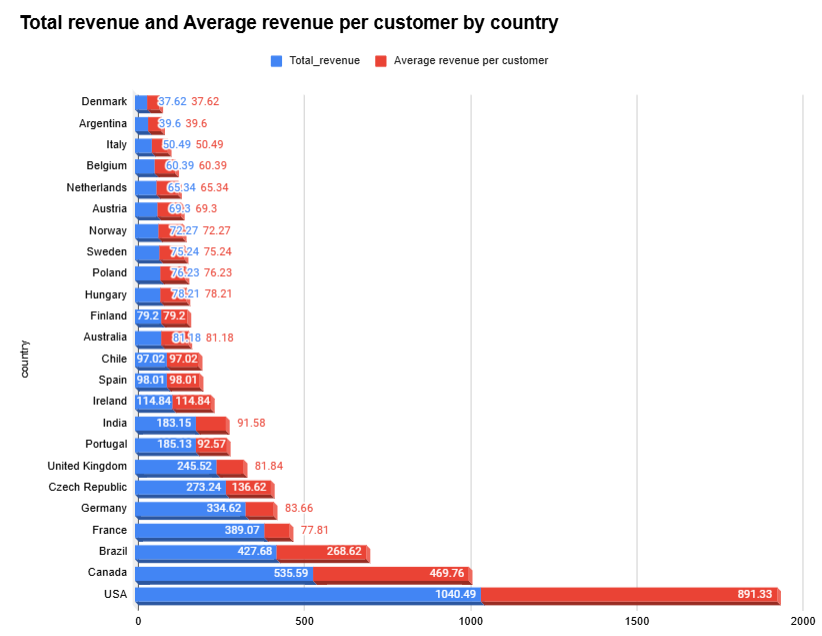 Total revenue and Average revenue per customer by country
Total_revenue Average revenue per customer
Denmark 37.62 37.62
Argentina 39.6 39.6
Italy 50.49 50.49
Belgium 60.39 60.39
Netherlands 65.34 65.34
Austria 69.3 69.3
Norway 72.27 72.27
Sweden 75.24 75.24
Poland 76.23 76.23
Hungary 78.21 78.21
Finland 79.2 79.2
Australia 81.18 81.18
Chile 97.02 97.02
Spain 98.01 98.01
Ireland 114.84 114.84
India 183.15 91.58
Portugal 185.13 92.57
United Kingdom 245.52 81.84
Czech Republic 273.24 136.62
Germany 334.62 83.66
France 389.07 77.81
Brazil 427.68 268.62
Canada 535.59 469.76
USA 1040.49 891.33
country
0 500 1000 1500 2000